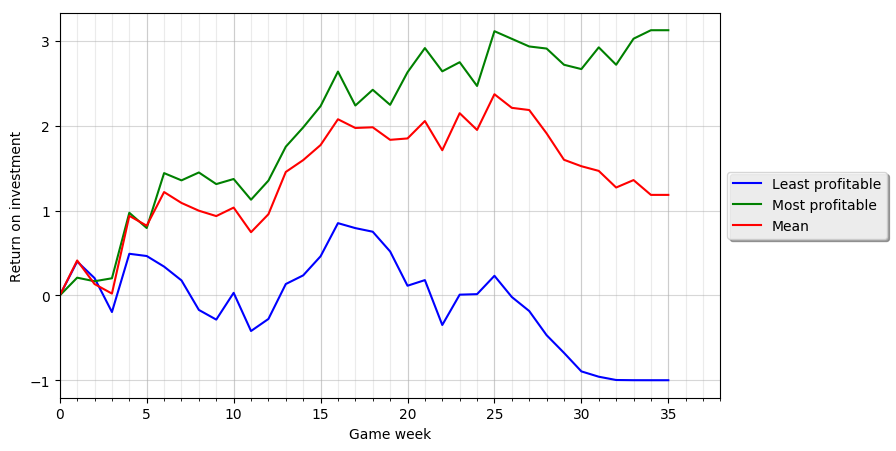 Return on investment
3
2
1
0
−1
0 5 10 15 20 25 30 35
Game week
Least profitable
Most profitable
Mean